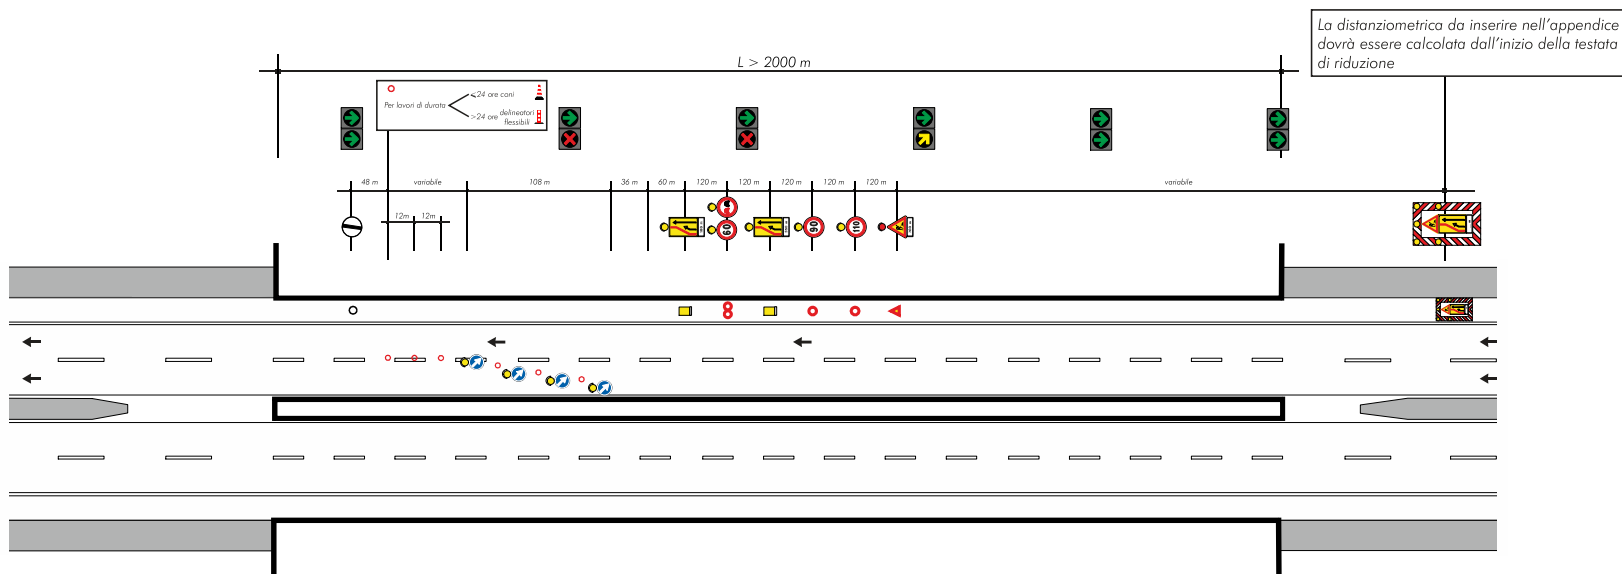 La distanziometrica da inserire nell'appendice
dovrà essere calcolata dall'inizio della testata
di riduzione
L > 2000 m
Per lavori di durata
⩽24 ore coni
>24 ore delineatori
flessibili
48 m
variabile
108 m
36 m
60 m
120 m
120 m
120 m
120 m
120 m
variabile
12m
12m
60
90
110